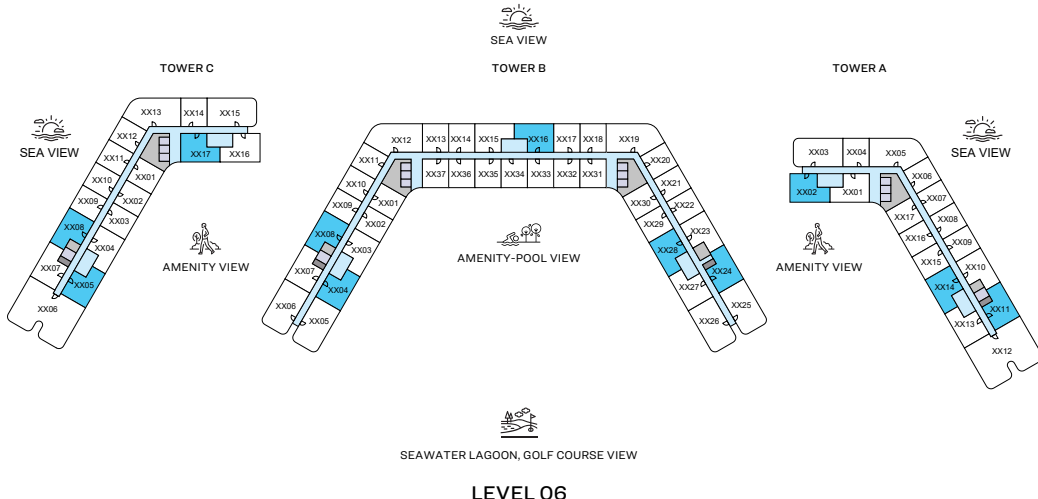 SEA VIEW
TOWER C
TOWER B
TOWER A
SEA VIEW
SEA VIEW
XX13
XX14
XX15
XX12
XX11
XX10
XX09
XX08
XX07
XX06
XX17
XX16
XX01
XX02
XX03
XX04
XX05
AMENITY VIEW
XX12
XX13
XX14
XX15
XX16
XX17
XX18
XX19
XX11
XX10
XX09
XX08
XX07
XX06
XX37
XX36
XX35
XX34
XX33
XX32
XX31
XX01
XX02
XX03
XX04
XX05
XX20
XX21
XX22
XX23
XX24
XX25
XX30
XX29
XX28
XX27
XX26
AMENITY-POOL VIEW
XX03
XX04
XX05
XX02
XX01
XX06
XX07
XX08
XX09
XX10
XX11
XX12
XX17
XX16
XX15
XX14
XX13
AMENITY VIEW
SEAWATER LAGOON, GOLF COURSE VIEW
LEVEL 06